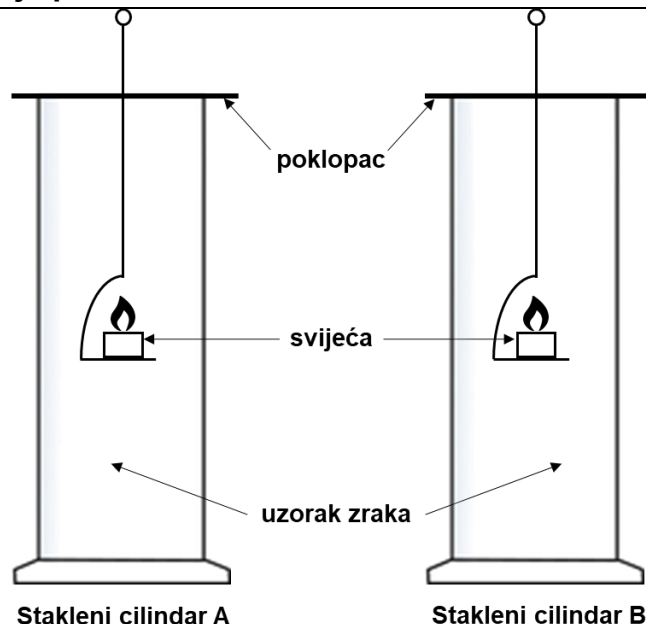 poklopac
svijeća
uzorak zraka
Stakleni cilindar A
Stakleni cilindar B